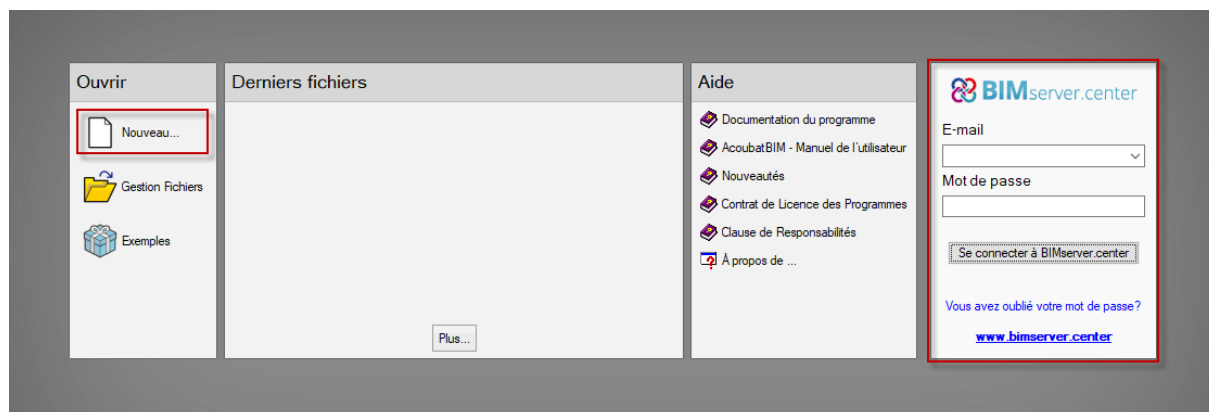 Ouvrir
Nouveau...
Gestion Fichiers
Exemples
Derniers fichiers
Plus...
Aide
Documentation du programme
AcoubatBIM - Manuel de l'utilisateur
Nouveautés
Contrat de Licence des Programmes
Clause de Responsabilités
À propos de ...
BIMserver.center
E-mail
Mot de passe
Se connecter à BIMserver.center
Vous avez oublié votre mot de passe?
www.bimserver.center